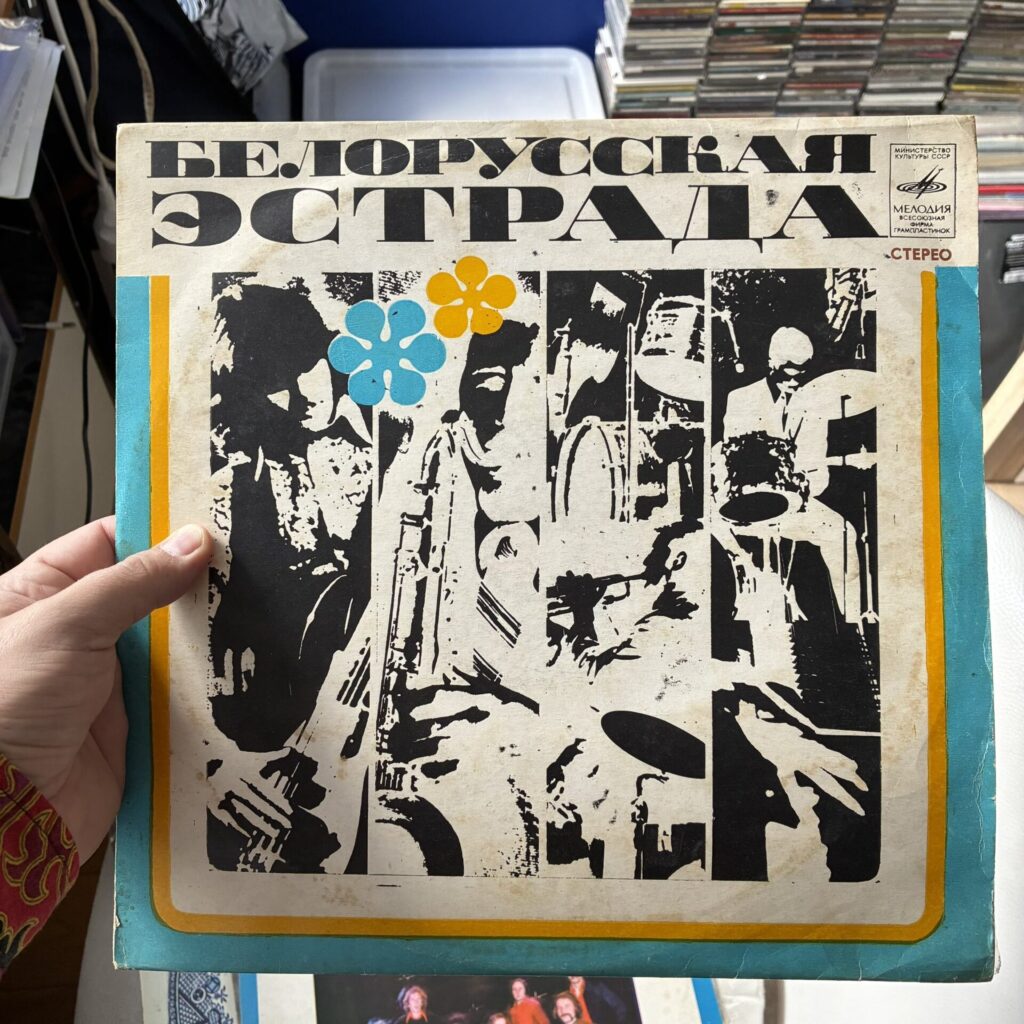 БЕЛОРУССКАЯ
ЭСТРАДА
МИНИСТЕРСТВО
КУЛЬТУРЫ СССР
МЕЛОДИЯ
ВСЕСОЮЗНАЯ
ФИРМА
ГРАМПЛАСТИНОК
СТЕРЕО